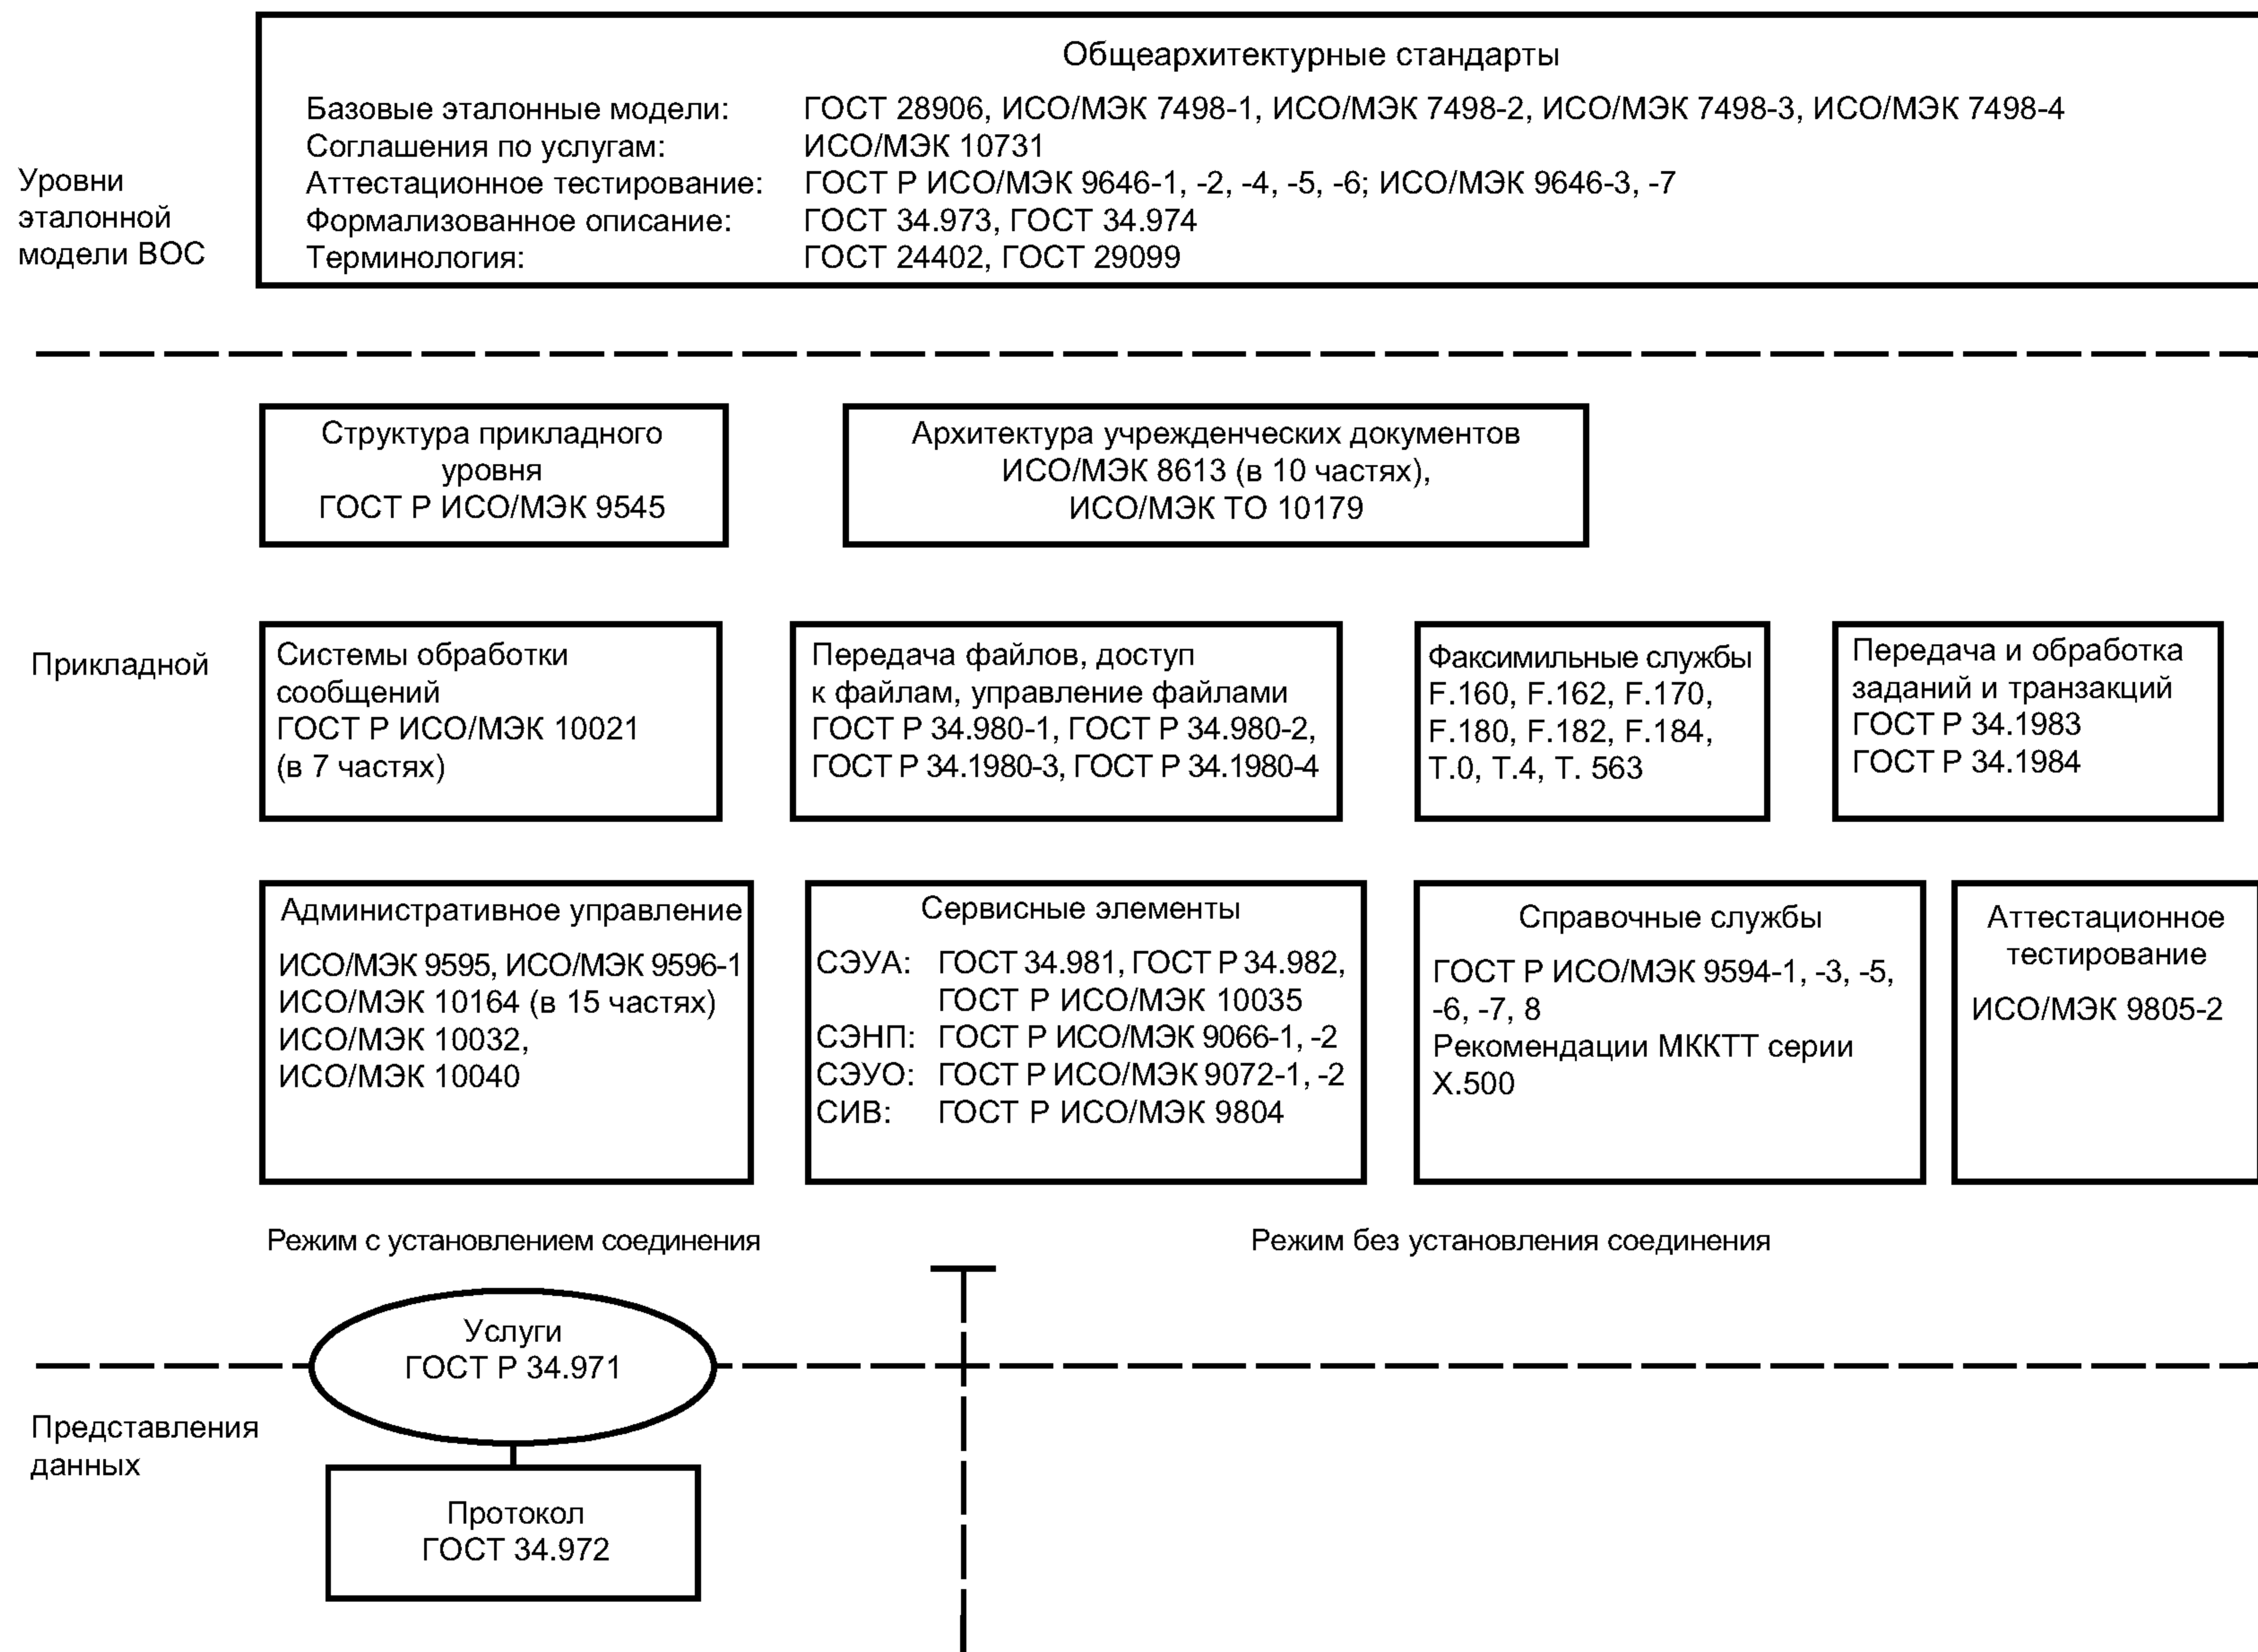 Общеархитектурные стандарты
Базовые эталонные модели: ГОСТ 28906, ИСО/МЭК 7498-1, ИСО/МЭК 7498-2, ИСО/МЭК 7498-3, ИСО/МЭК 7498-4
Соглашения по услугам: ИСО/МЭК 10731
Аттестационное тестирование: ГОСТ Р ИСО/МЭК 9646-1, -2, -4, -5, -6; ИСО/МЭК 9646-3, -7
Формализованное описание: ГОСТ 34.973, ГОСТ 34.974
Терминология: ГОСТ 24402, ГОСТ 29099
Уровни
эталонной
модели ВОС
Структура прикладного
уровня
ГОСТ Р ИСО/МЭК 9545
Архитектура учрежденческих документов
ИСО/МЭК 8613 (в 10 частях),
ИСО/МЭК ТО 10179
Прикладной
Системы обработки
сообщений
ГОСТ Р ИСО/МЭК 10021
(в 7 частях)
Передача файлов, доступ
к файлам, управление файлами
ГОСТ Р 34.980-1, ГОСТ Р 34.980-2,
ГОСТ Р 34.1980-3, ГОСТ Р 34.1980-4
Факсимильные службы
F.160, F.162, F.170,
F.180, F.182, F.184,
Т.0, Т.4, Т. 563
Передача и обработка
заданий и транзакций
ГОСТ Р 34.1983
ГОСТ Р 34.1984
Административное управление
ИСО/МЭК 9595, ИСО/МЭК 9596-1
ИСО/МЭК 10164 (в 15 частях)
ИСО/МЭК 10032,
ИСО/МЭК 10040
Сервисные элементы
СЭУА: ГОСТ 34.981, ГОСТ Р 34.982,
ГОСТ Р ИСО/МЭК 10035
СЭНП: ГОСТ Р ИСО/МЭК 9066-1, -2
СЭУО: ГОСТ Р ИСО/МЭК 9072-1, -2
СИВ: ГОСТ Р ИСО/МЭК 9804
Справочные службы
ГОСТ Р ИСО/МЭК 9594-1, -3, -5,
-6, -7, 8
Рекомендации МККТТ серии
Х.500
Аттестационное
тестирование
ИСО/МЭК 9805-2
Режим с установлением соединения
Режим без установления соединения
Услуги
ГОСТ Р 34.971
Представления
данных
Протокол
ГОСТ 34.972